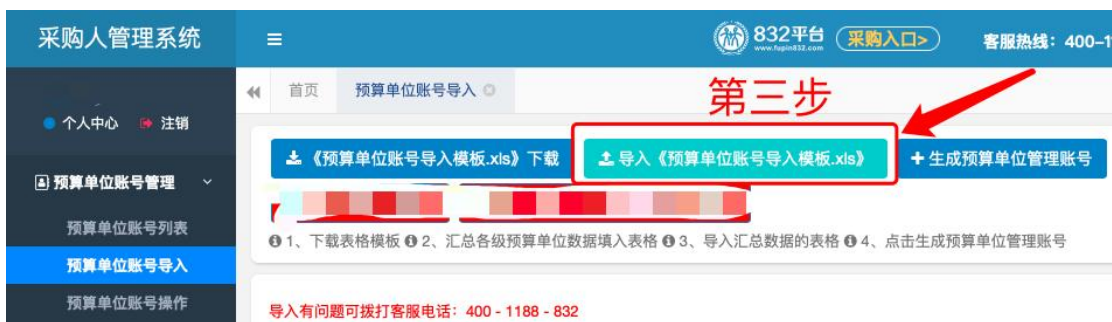 采购人管理系统
832平台
www.fupin832.com
采购入口>
客服热线：400-1
首页
预算单位账号导入
第三步
个人中心
注销
《预算单位账号导入模板.xls》下载
导入《预算单位账号导入模板.xls》
+ 生成预算单位管理账号
预算单位账号管理
预算单位账号列表
1、下载表格模板 2、汇总各级预算单位数据填入表格 3、导入汇总数据的表格 4、点击生成预算单位管理账号
预算单位账号导入
预算单位账号操作
导入有问题可拨打客服电话：400 - 1188 - 832